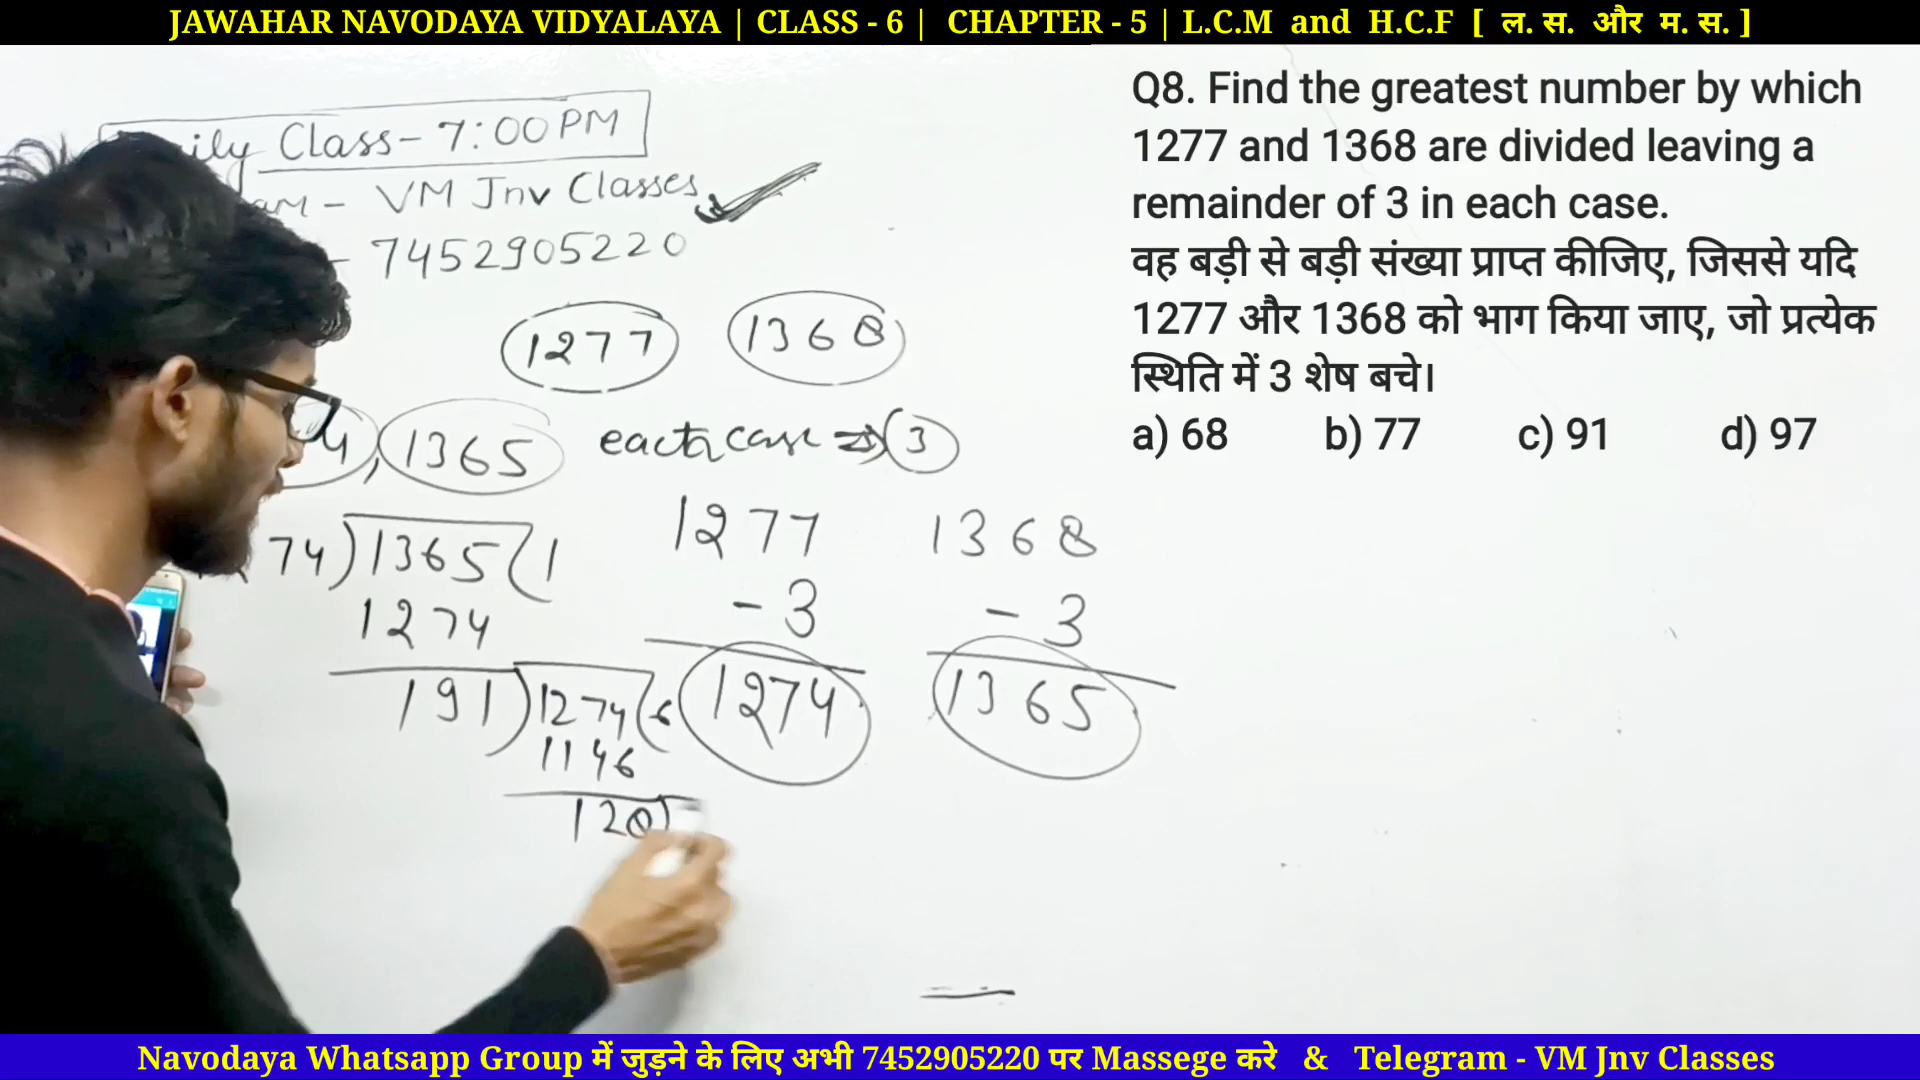 JAWAHAR NAVODAYA VIDYALAYA | CLASS - 6 | CHAPTER - 5 | L.C.M and H.C.F [ ल. स. और म. स. ]
Q8. Find the greatest number by which
1277 and 1368 are divided leaving a
remainder of 3 in each case.
वह बड़ी से बड़ी संख्या प्राप्त कीजिए, जिससे यदि
1277 और 1368 को भाग किया जाए, जो प्रत्येक
स्थिति में 3 शेष बचे।
a) 68 b) 77 c) 91 d) 97
ily Class - 7:00 PM
am - VM Jnv Classes
- 7452905220
1277 1368
4, 1365 each case ⇒ 3
74)1365(1
1274
191)1274(6
1146
120
1277
- 3
1274
1368
- 3
1365
Navodaya Whatsapp Group में जुड़ने के लिए अभी 7452905220 पर Massege करे & Telegram - VM Jnv Classes